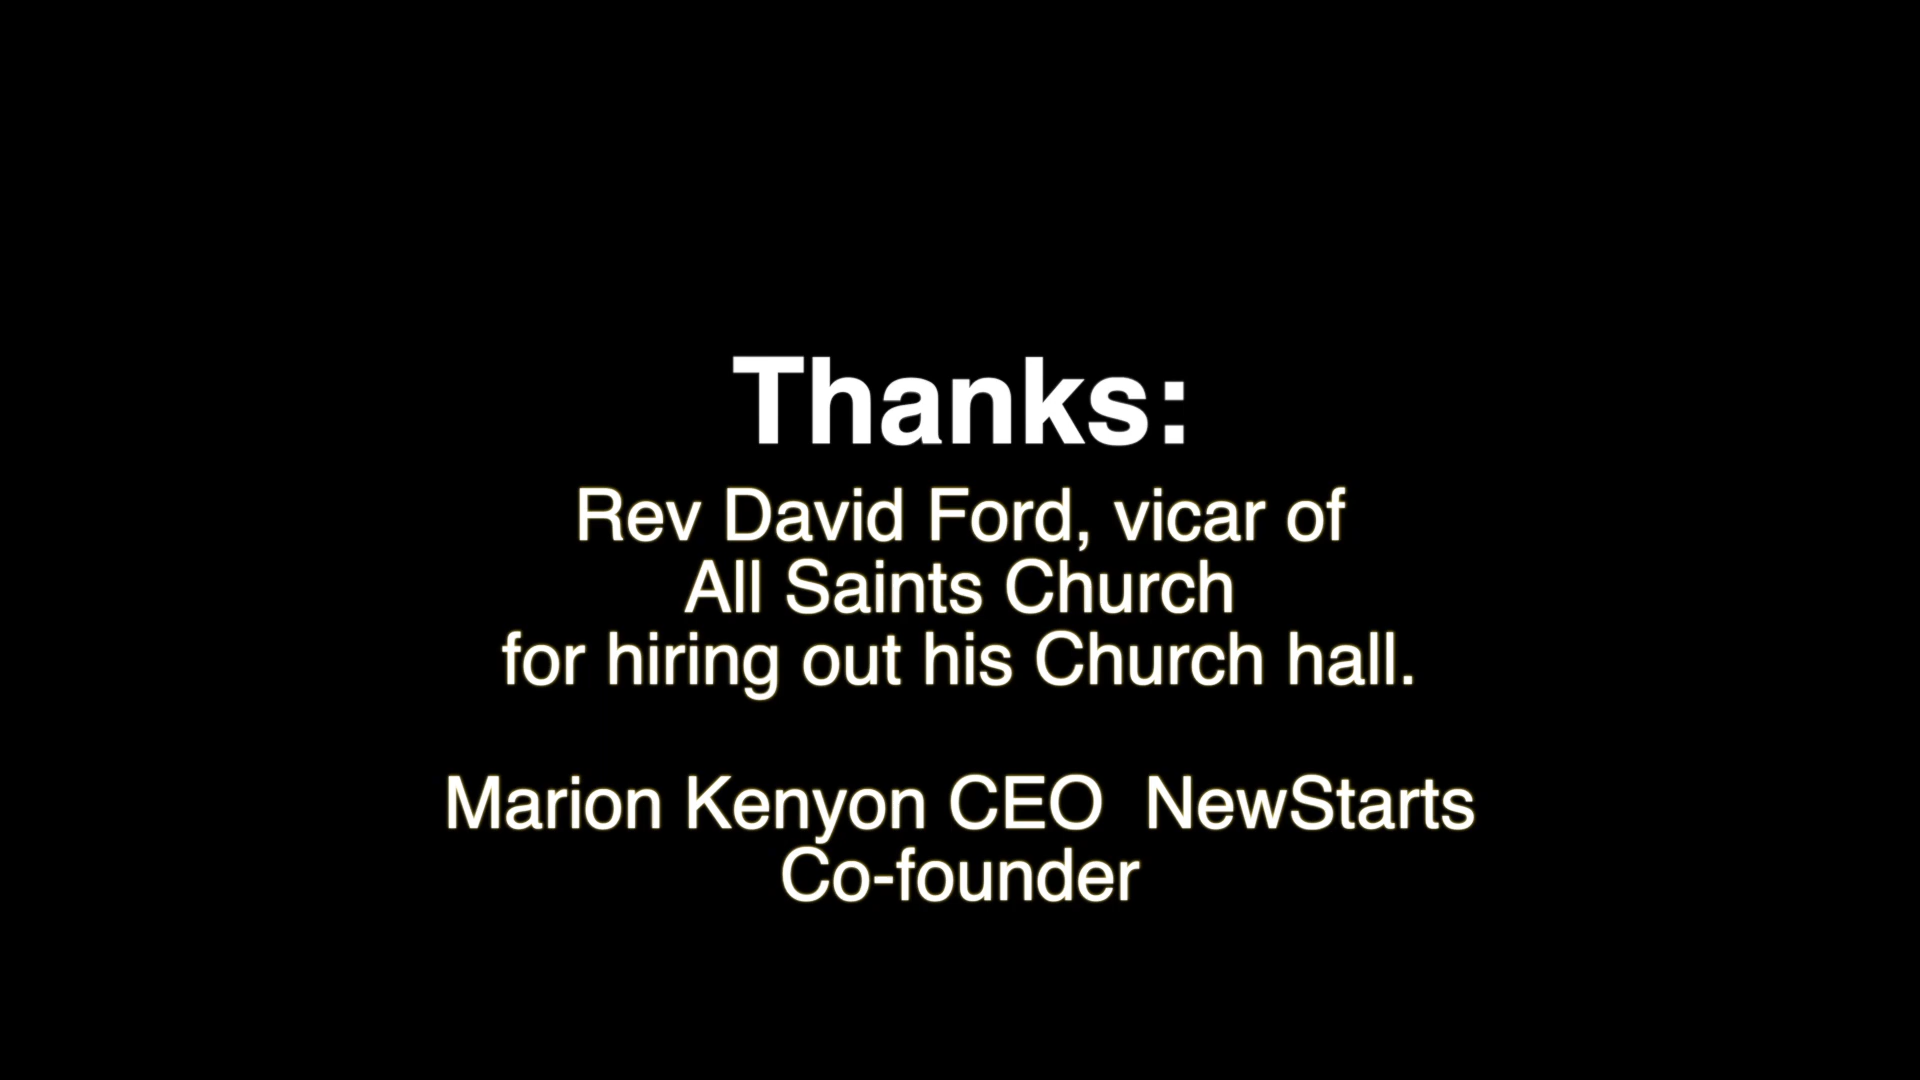 Thanks:
Rev David Ford, vicar of
All Saints Church
for hiring out his Church hall.
Marion Kenyon CEO  NewStarts
Co-founder